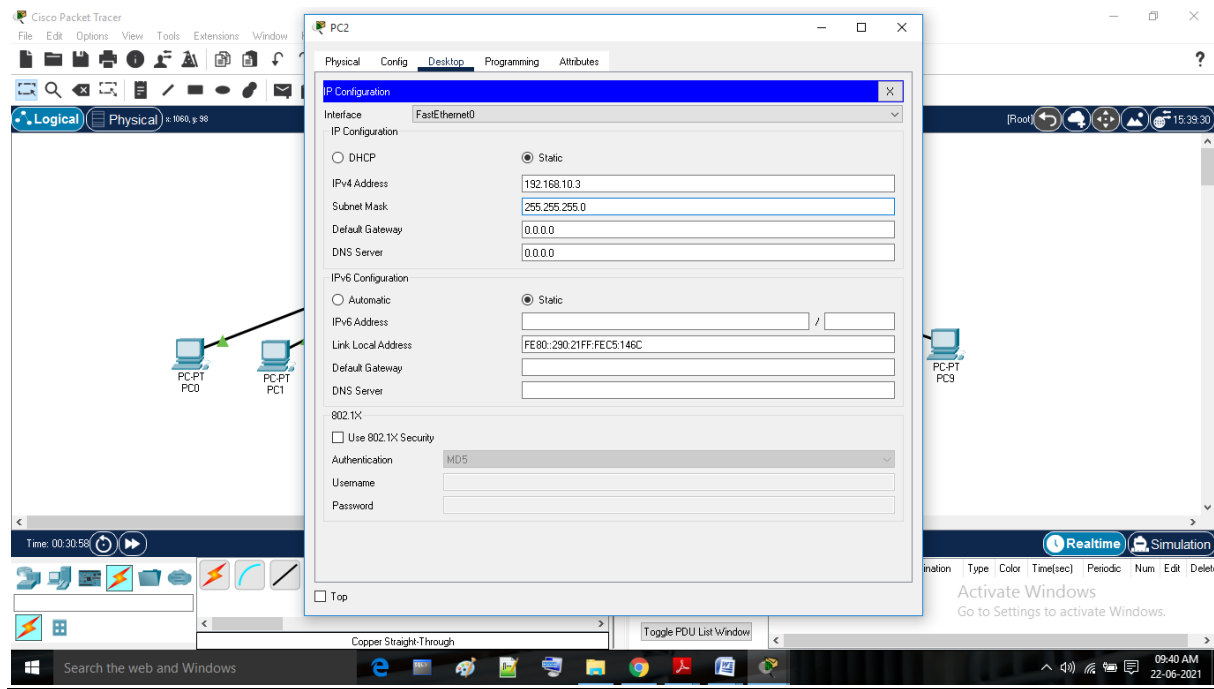 Cisco Packet Tracer
File Edit Options View Tools Extensions Window
PC2
Physical Config Desktop Programming Attributes
IP Configuration X
Interface FastEthernet0
IP Configuration
DHCP Static
IPv4 Address 192.168.10.3
Subnet Mask 255.255.255.0
Default Gateway 0.0.0.0
DNS Server 0.0.0.0
IPv6 Configuration
Automatic Static
IPv6 Address /
Link Local Address FE80::290:21FF:FEC5:146C
Default Gateway
DNS Server
802.1X
Use 802.1X Security
Authentication MD5
Username
Password
Top
Logical Physical x: 1060, y: 98
[Root] 15:39:30
?
PC-PT
PC0
PC-PT
PC1
PC-PT
PC9
Time: 00:30:58
Realtime Simulation
Copper Straight-Through
Toggle PDU List Window
ination Type Color Time(sec) Periodic Num Edit Delet
Activate Windows
Go to Settings to activate Windows.
Search the web and Windows
09:40 AM
22-06-2021